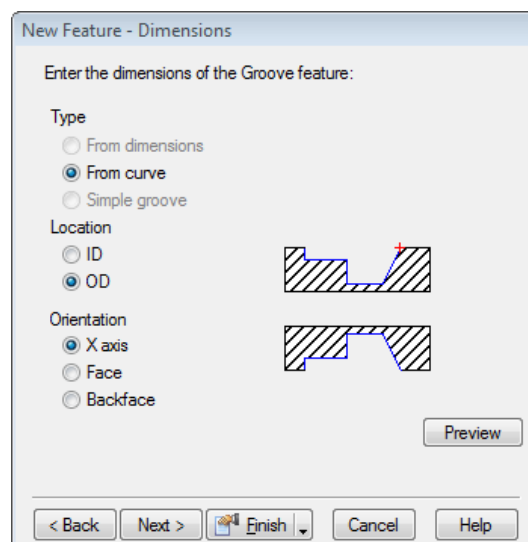 New Feature - Dimensions
Enter the dimensions of the Groove feature:
Type
From dimensions
From curve
Simple groove
Location
ID
OD
Orientation
X axis
Face
Backface
Preview
< Back Next > Finish Cancel Help